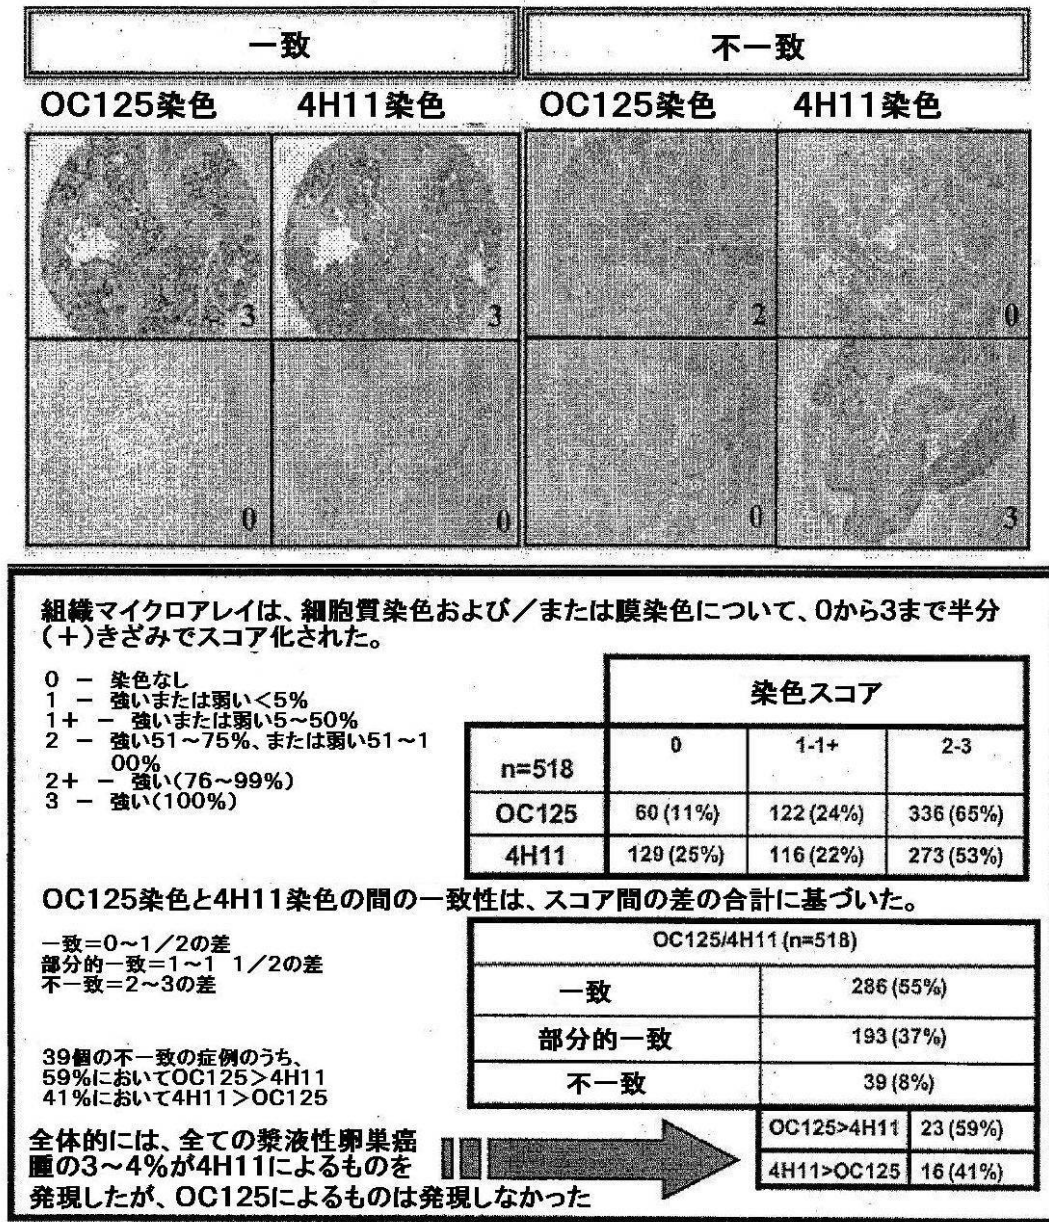 一致
不一致
OC125染色
4H11染色
OC125染色
4H11染色
3
3
2
0
0
0
0
3
組織マイクロアレイは、細胞質染色および／または膜染色について、0から3まで半分
(+)きざみでスコア化された。
0 － 染色なし
1 － 強いまたは弱い<5%
1+ － 強いまたは弱い5～50%
2 － 強い51～75%、または弱い51～1
00%
2+ － 強い(76～99%)
3 － 強い(100%)
染色スコア
n=518
0
1-1+
2-3
OC125
60 (11%)
122 (24%)
336 (65%)
4H11
129 (25%)
116 (22%)
273 (53%)
OC125染色と4H11染色の間の一致性は、スコア間の差の合計に基づいた。
一致=0～1／2の差
部分的一致=1～1 1／2の差
不一致=2～3の差
OC125/4H11 (n=518)
一致
286 (55%)
部分的一致
193 (37%)
不一致
39 (8%)
39個の不一致の症例のうち、
59%においてOC125>4H11
41%において4H11>OC125
OC125>4H11
23 (59%)
4H11>OC125
16 (41%)
全体的には、全ての漿液性卵巣癌
腫の3～4%が4H11によるものを
発現したが、OC125によるものは発現しなかった